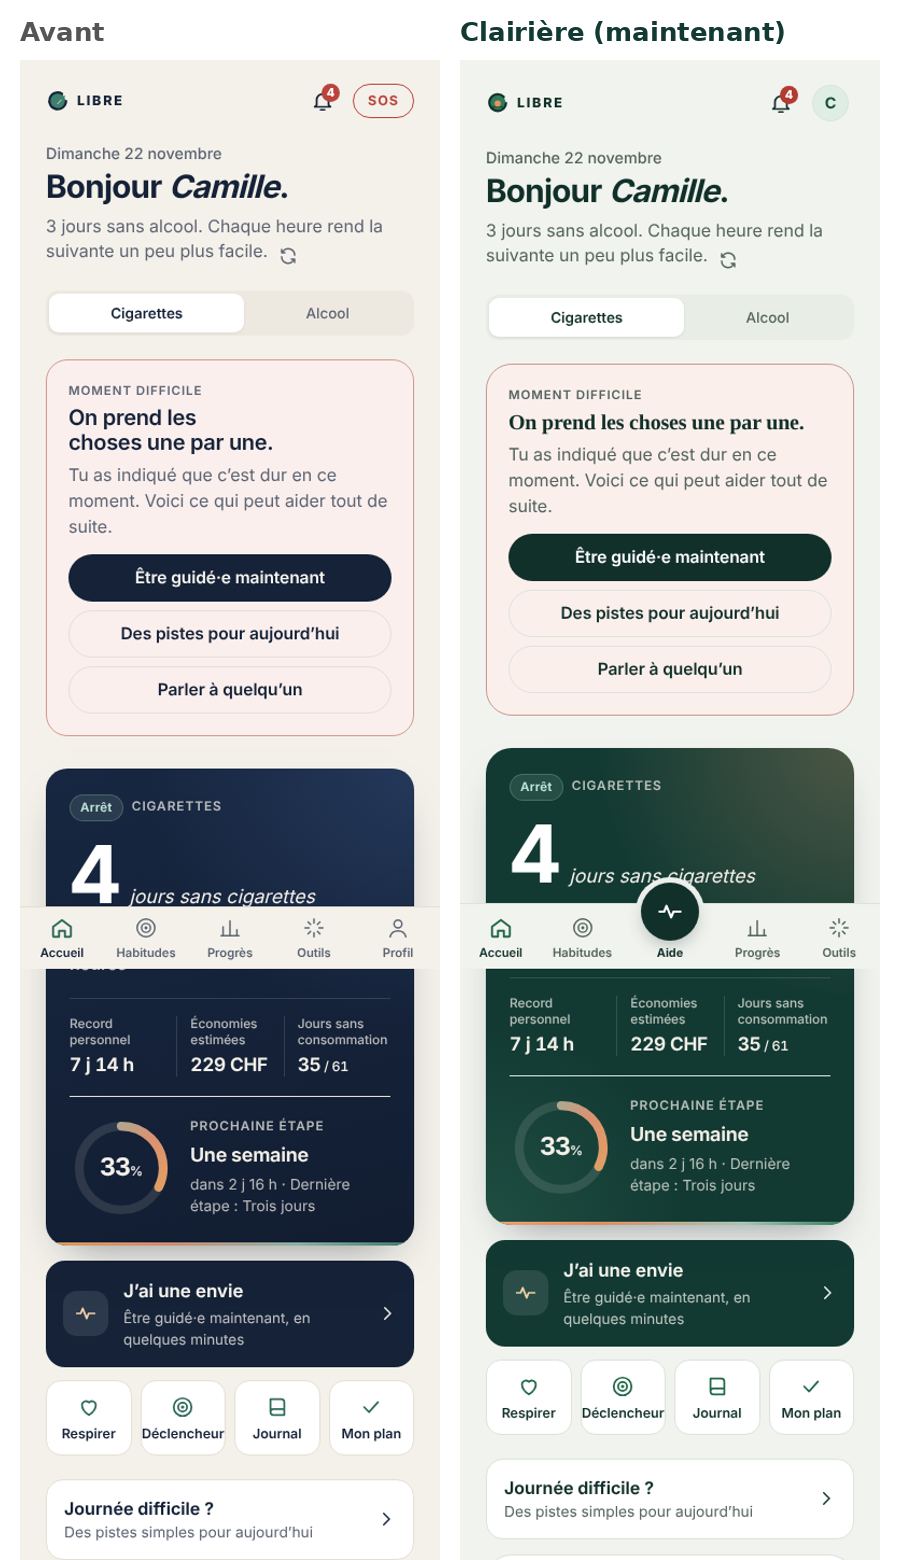 Avant
LIBRE
4
SOS
Dimanche 22 novembre
Bonjour Camille.
3 jours sans alcool. Chaque heure rend la
suivante un peu plus facile.
Cigarettes
Alcool
MOMENT DIFFICILE
On prend les
choses une par une.
Tu as indiqué que c’est dur en ce
moment. Voici ce qui peut aider tout de
suite.
Être guidé·e maintenant
Des pistes pour aujourd’hui
Parler à quelqu’un
Arrêt
CIGARETTES
4 jours sans cigarettes
Accueil
Habitudes
Progrès
Outils
Profil
Record
personnel
7 j 14 h
Économies
estimées
229 CHF
Jours sans
consommation
35 / 61
33%
PROCHAINE ÉTAPE
Une semaine
dans 2 j 16 h · Dernière
étape : Trois jours
J’ai une envie
Être guidé·e maintenant, en
quelques minutes
Respirer
Déclencheur
Journal
Mon plan
Journée difficile ?
Des pistes simples pour aujourd’hui
Clairière (maintenant)
LIBRE
4
C
Dimanche 22 novembre
Bonjour Camille.
3 jours sans alcool. Chaque heure rend la
suivante un peu plus facile.
Cigarettes
Alcool
MOMENT DIFFICILE
On prend les choses une par une.
Tu as indiqué que c’est dur en ce
moment. Voici ce qui peut aider tout de
suite.
Être guidé·e maintenant
Des pistes pour aujourd’hui
Parler à quelqu’un
Arrêt
CIGARETTES
4 jours sans cigarettes
Accueil
Habitudes
Aide
Progrès
Outils
Record
personnel
7 j 14 h
Économies
estimées
229 CHF
Jours sans
consommation
35 / 61
33%
PROCHAINE ÉTAPE
Une semaine
dans 2 j 16 h · Dernière
étape : Trois jours
J’ai une envie
Être guidé·e maintenant, en
quelques minutes
Respirer
Déclencheur
Journal
Mon plan
Journée difficile ?
Des pistes simples pour aujourd’hui